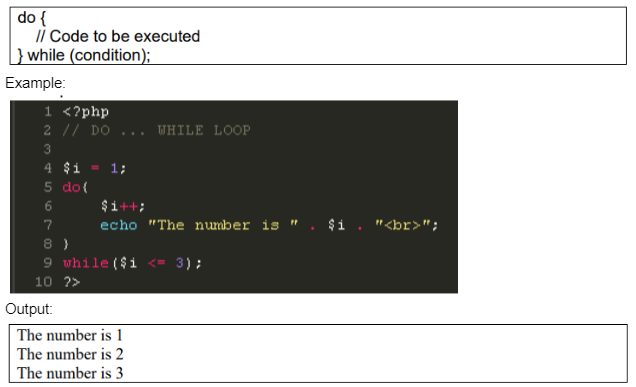 do {
// Code to be executed
} while (condition);
Example:
1 <?php
2 // DO ... WHILE LOOP
3
4 $i = 1;
5 do{
6 $i++;
7 echo "The number is " . $i . "<br>";
8 }
9 while($i <= 3);
10 ?>
Output:
The number is 1
The number is 2
The number is 3